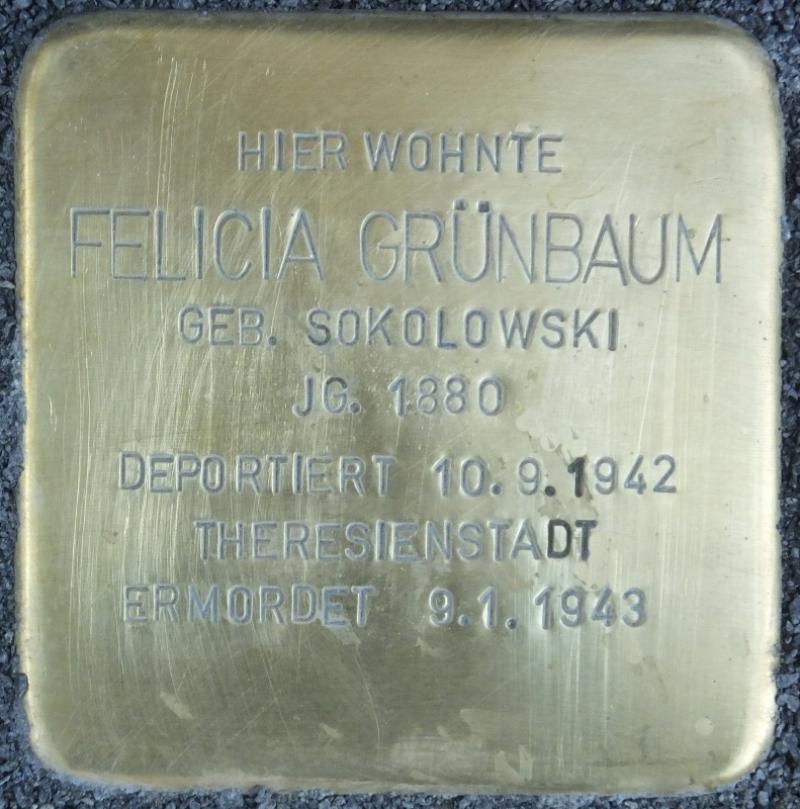 HIER WOHNTE
FELICIA GRÜNBAUM
GEB. SOKOLOWSKI
JG. 1880
DEPORTIERT 10.9.1942
THERESIENSTADT
ERMORDET 9.1.1943